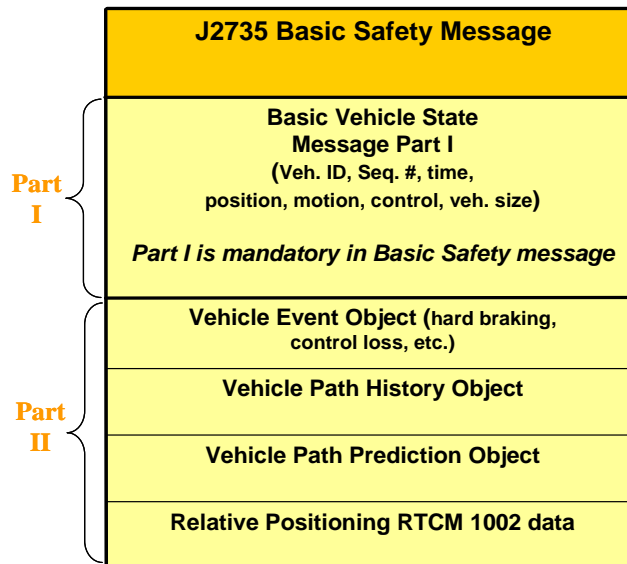 J2735 Basic Safety Message
Part
I
Basic Vehicle State
Message Part I
(Veh. ID, Seq. #, time,
position, motion, control, veh. size)
Part I is mandatory in Basic Safety message
Part
II
Vehicle Event Object (hard braking,
control loss, etc.)
Vehicle Path History Object
Vehicle Path Prediction Object
Relative Positioning RTCM 1002 data